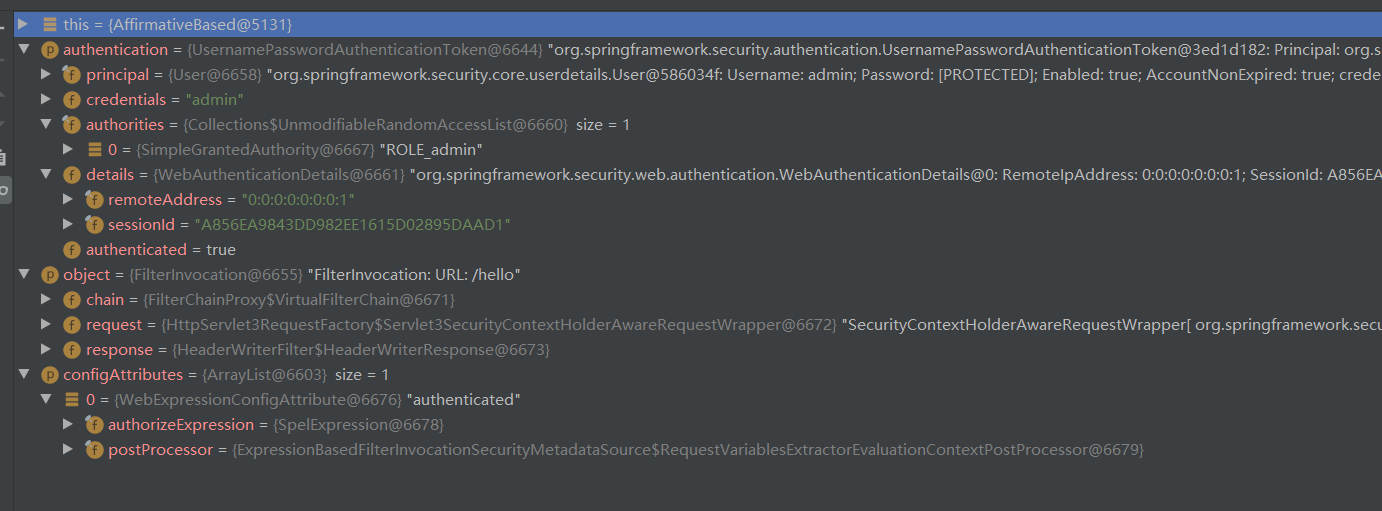 this = {AffirmativeBased@5131}
authentication = {UsernamePasswordAuthenticationToken@6644} "org.springframework.security.authentication.UsernamePasswordAuthenticationToken@3ed1d182: Principal: org.s
principal = {User@6658} "org.springframework.security.core.userdetails.User@586034f: Username: admin; Password: [PROTECTED]; Enabled: true; AccountNonExpired: true; crede
credentials = "admin"
authorities = {Collections$UnmodifiableRandomAccessList@6660} size = 1
0 = {SimpleGrantedAuthority@6667} "ROLE_admin"
details = {WebAuthenticationDetails@6661} "org.springframework.security.web.authentication.WebAuthenticationDetails@0: RemoteIpAddress: 0:0:0:0:0:0:0:1; SessionId: A856EA
remoteAddress = "0:0:0:0:0:0:0:1"
sessionId = "A856EA9843DD982EE1615D02895DAAD1"
authenticated = true
object = {FilterInvocation@6655} "FilterInvocation: URL: /hello"
chain = {FilterChainProxy$VirtualFilterChain@6671}
request = {HttpServlet3RequestFactory$Servlet3SecurityContextHolderAwareRequestWrapper@6672} "SecurityContextHolderAwareRequestWrapper[ org.springframework.secu
response = {HeaderWriterFilter$HeaderWriterResponse@6673}
configAttributes = {ArrayList@6603} size = 1
0 = {WebExpressionConfigAttribute@6676} "authenticated"
authorizeExpression = {SpelExpression@6678}
postProcessor = {ExpressionBasedFilterInvocationSecurityMetadataSource$RequestVariablesExtractorEvaluationContextPostProcessor@6679}